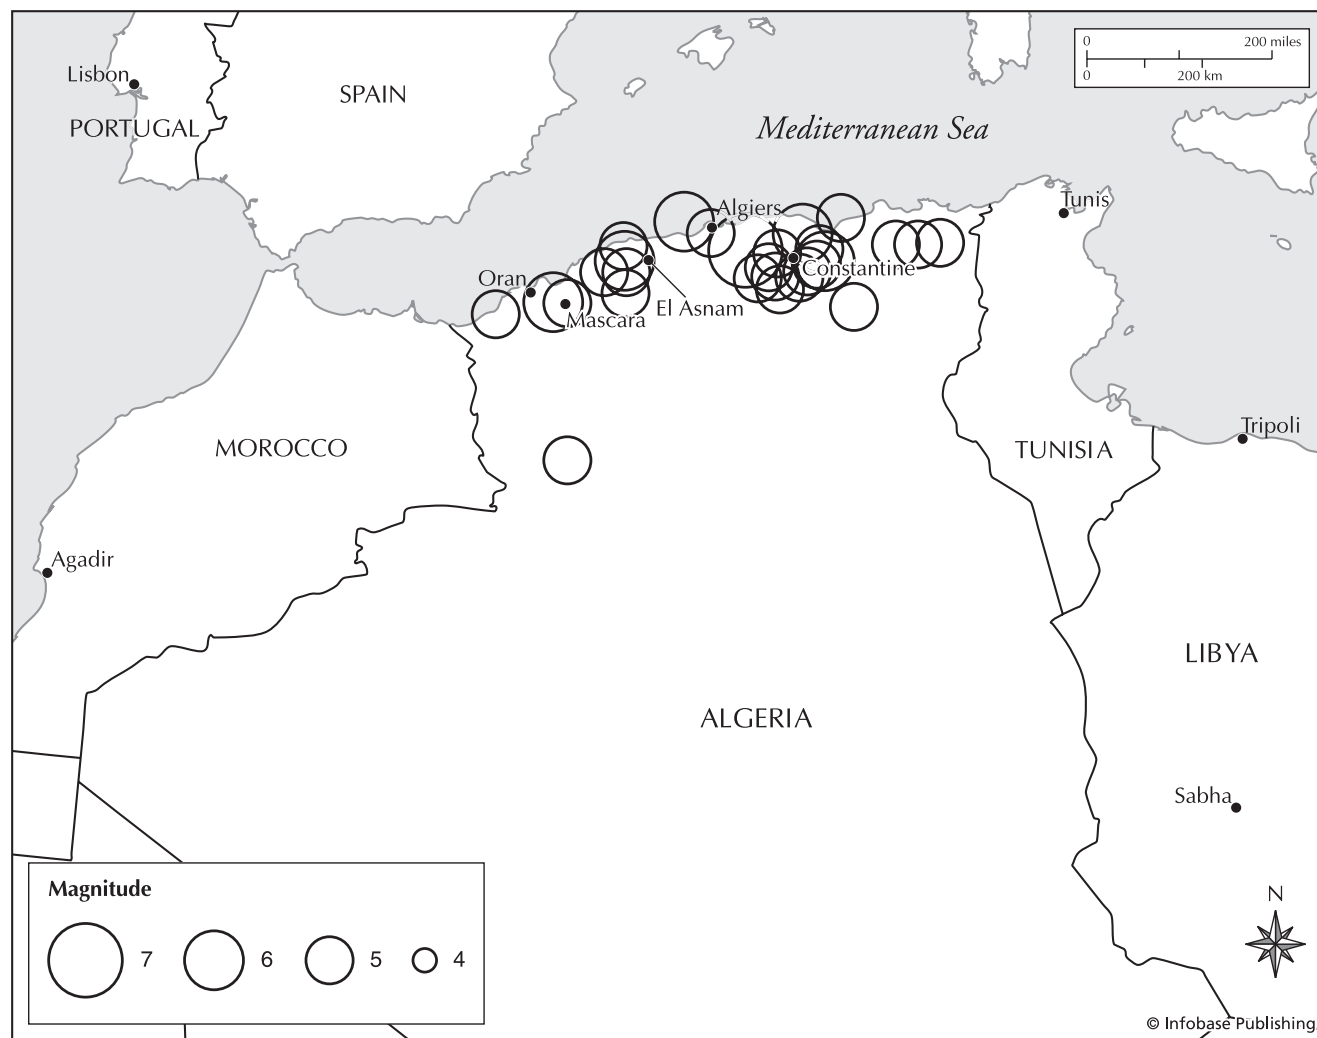 0 200 miles
0 200 km
Lisbon
SPAIN
PORTUGAL
Mediterranean Sea
Tunis
Algiers
Constantine
Oran
El Asnam
Mascara
Tripoli
MOROCCO
TUNISIA
Agadir
LIBYA
ALGERIA
Sabha
Magnitude
7 6 5 4
N
© Infobase Publishing